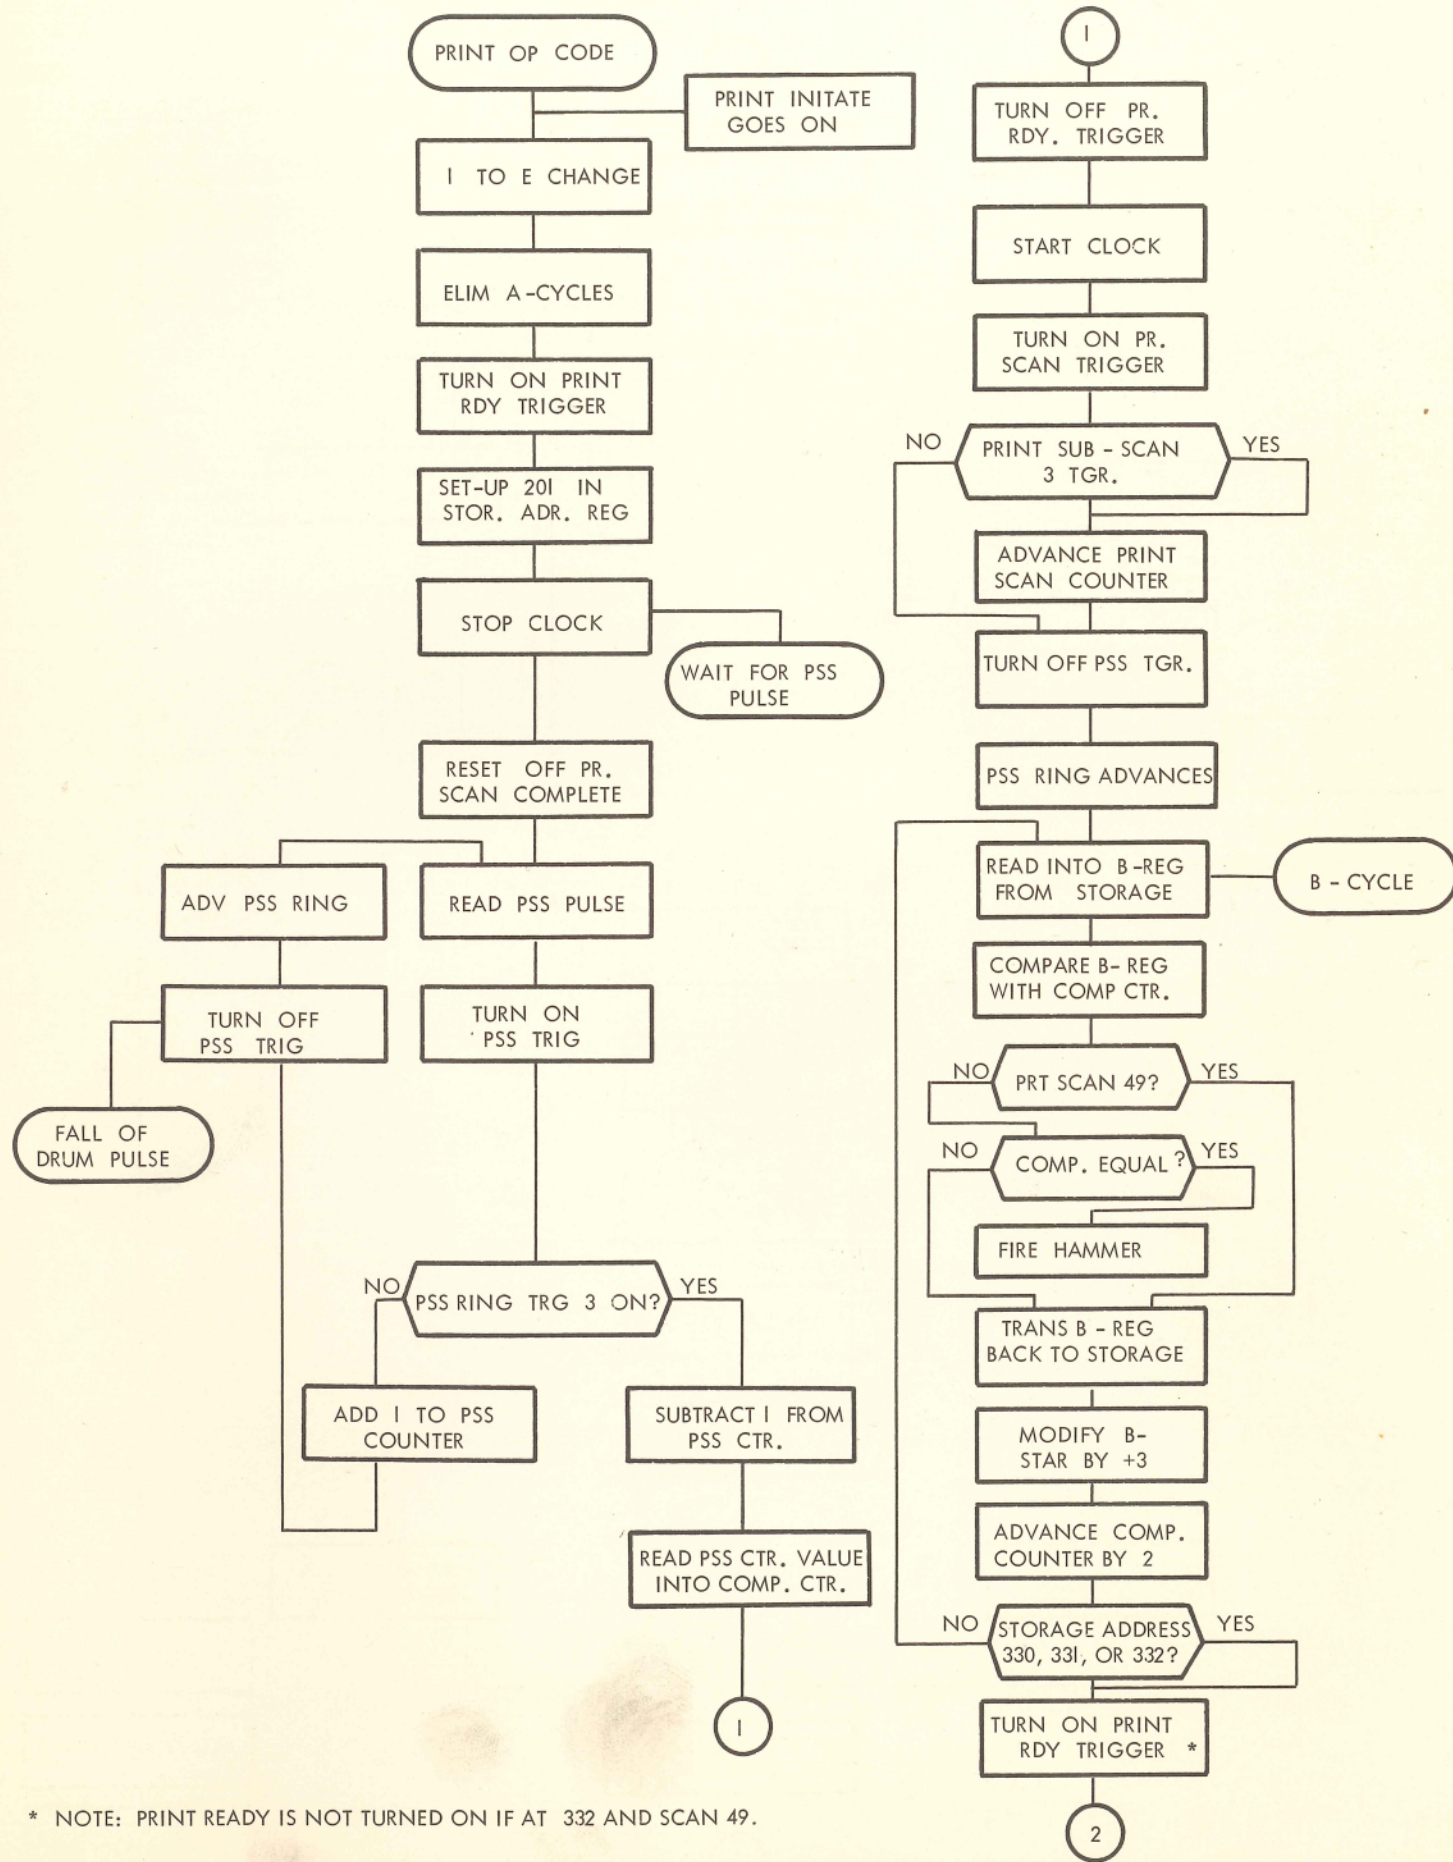 PRINT OP CODE
PRINT INITATE
GOES ON
I TO E CHANGE
ELIM A-CYCLES
TURN ON PRINT
RDY TRIGGER
SET-UP 201 IN
STOR. ADR. REG
STOP CLOCK
WAIT FOR PSS
PULSE
RESET OFF PR.
SCAN COMPLETE
ADV PSS RING
READ PSS PULSE
TURN OFF
PSS TRIG
TURN ON
PSS TRIG
FALL OF
DRUM PULSE
NO
PSS RING TRG 3 ON?
YES
ADD 1 TO PSS
COUNTER
SUBTRACT 1 FROM
PSS CTR.
READ PSS CTR. VALUE
INTO COMP. CTR.
1
1
TURN OFF PR.
RDY. TRIGGER
START CLOCK
TURN ON PR.
SCAN TRIGGER
NO
PRINT SUB - SCAN
3 TGR.
YES
ADVANCE PRINT
SCAN COUNTER
TURN OFF PSS TGR.
PSS RING ADVANCES
READ INTO B-REG
FROM STORAGE
B - CYCLE
COMPARE B-REG
WITH COMP CTR.
NO
PRT SCAN 49?
YES
NO
COMP. EQUAL?
YES
FIRE HAMMER
TRANS B - REG
BACK TO STORAGE
MODIFY B-
STAR BY +3
ADVANCE COMP.
COUNTER BY 2
NO
STORAGE ADDRESS
330, 331, OR 332?
YES
TURN ON PRINT
RDY TRIGGER *
2
* NOTE: PRINT READY IS NOT TURNED ON IF AT 332 AND SCAN 49.